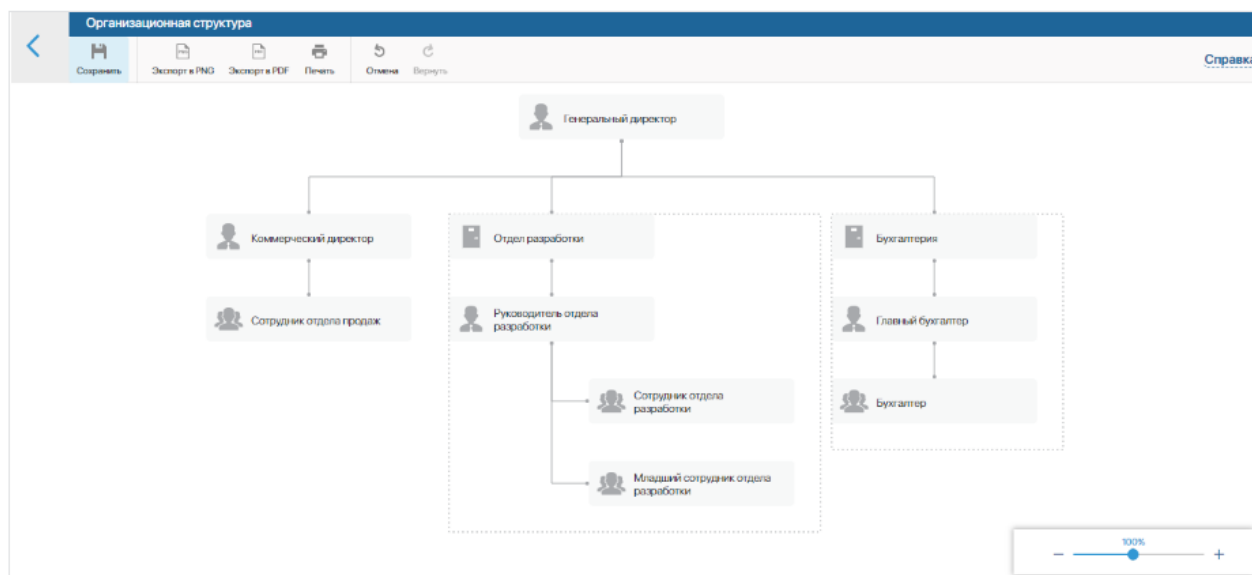 Организационная структура
Сохранить Экспорт в PNG Экспорт в PDF Печать Отмена Вернуть
Справка
Генеральный директор
Коммерческий директор
Отдел разработки
Бухгалтерия
Сотрудник отдела продаж
Руководитель отдела
разработки
Главный бухгалтер
Сотрудник отдела
разработки
Бухгалтер
Младший сотрудник отдела
разработки
100%